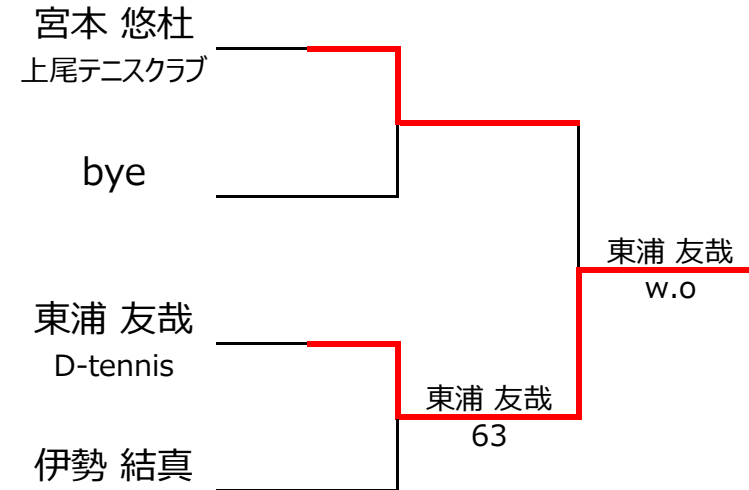 宮本 悠杜
上尾テニスクラブ
bye
東浦 友哉
w.o
東浦 友哉
D-tennis
東浦 友哉
63
伊勢 結真